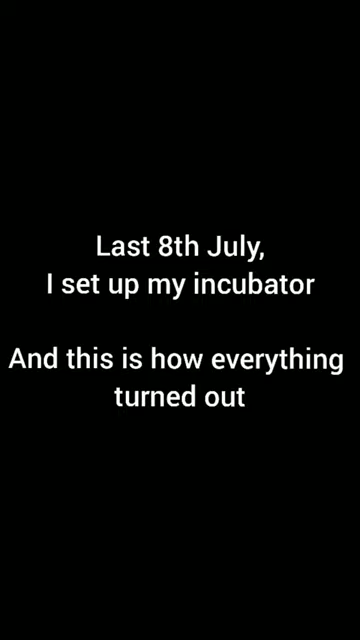 Last 8th July,
I set up my incubator
And this is how everything
turned out